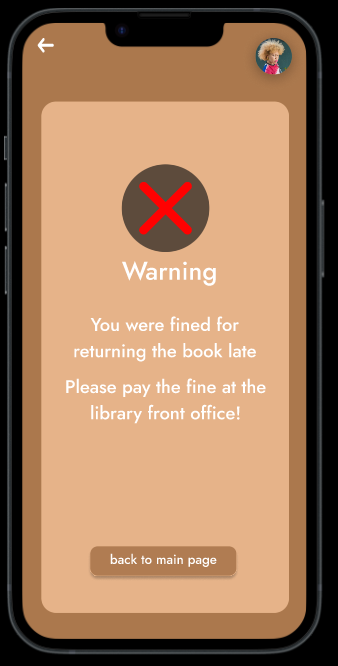 Warning
You were fined for
returning the book late
Please pay the fine at the
library front office!
back to main page